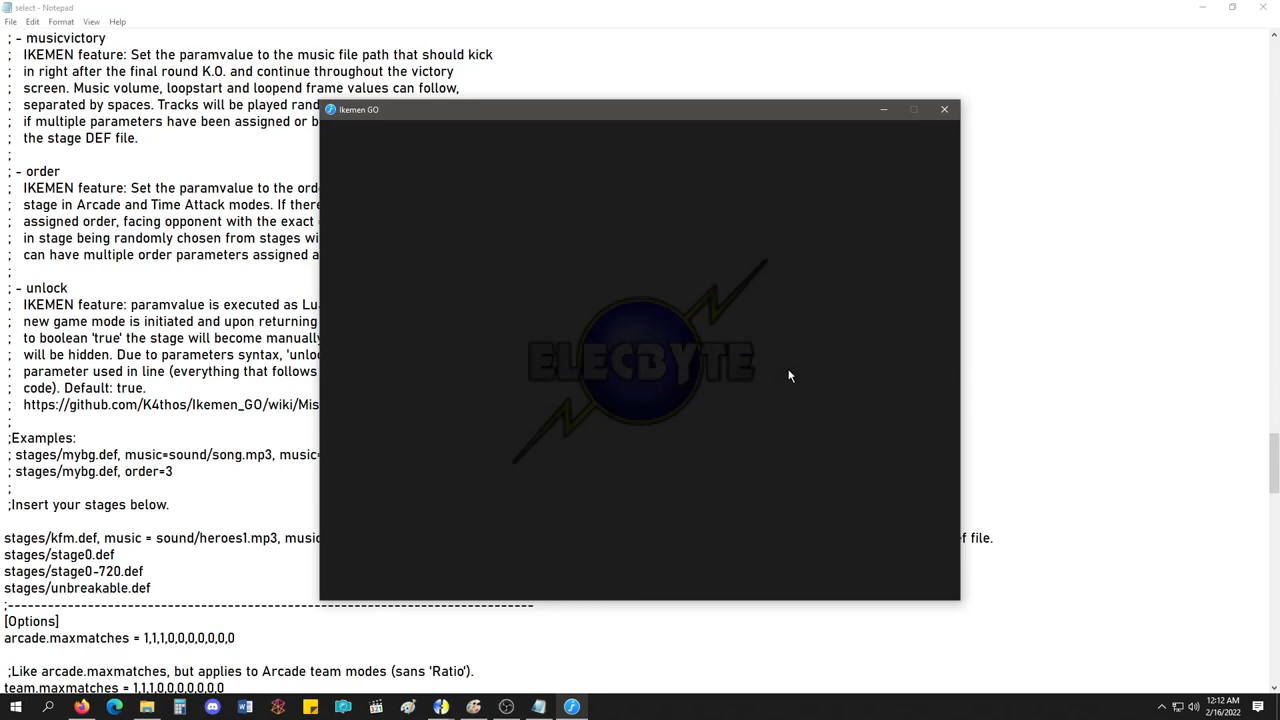 select - Notepad
File Edit Format View Help
; - musicvictory
; IKEMEN feature: Set the paramvalue to the music file path that should kick
; in right after the final round K.O. and continue throughout the victory
; screen. Music volume, loopstart and loopend frame values can follow,
; separated by spaces. Tracks will be played rand
; if multiple parameters have been assigned or b
; the stage DEF file.
;
; - order
; IKEMEN feature: Set the paramvalue to the ord
; stage in Arcade and Time Attack modes. If there
; assigned order, facing opponent with the exact
; in stage being randomly chosen from stages wi
; can have multiple order parameters assigned a
;
; - unlock
; IKEMEN feature: paramvalue is executed as Lu
; new game mode is initiated and upon returning
; to boolean 'true' the stage will become manually
; will be hidden. Due to parameters syntax, 'unlo
; parameter used in line (everything that follows
; code). Default: true.
; https://github.com/K4thos/Ikemen_GO/wiki/Mis
;
;Examples:
; stages/mybg.def, music=sound/song.mp3, music=
; stages/mybg.def, order=3
;
;Insert your stages below.
stages/kfm.def, music = sound/heroes1.mp3, music
ef file.
stages/stage0.def
stages/stage0-720.def
stages/unbreakable.def
;-------------------------------------------------------------------------------
[Options]
arcade.maxmatches = 1,1,1,0,0,0,0,0,0,0
;Like arcade.maxmatches, but applies to Arcade team modes (sans 'Ratio').
team.maxmatches = 1,1,1,0,0,0,0,0,0,0
Ikemen GO
ELECBYTE
12:12 AM
2/16/2022